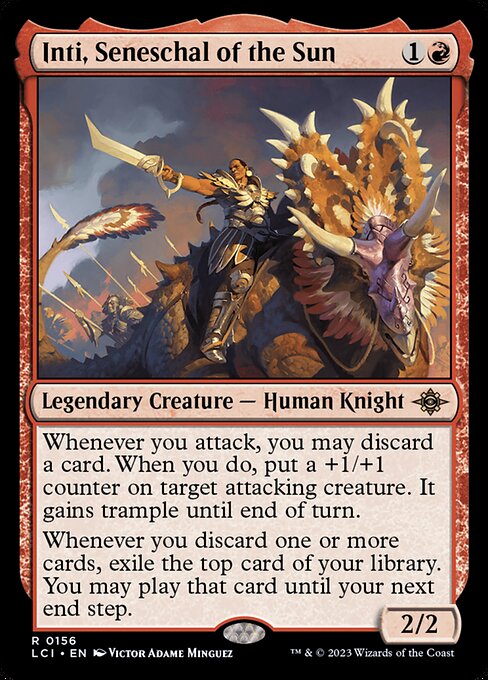 Inti, Seneschal of the Sun 1
Legendary Creature — Human Knight
Whenever you attack, you may discard
a card. When you do, put a +1/+1
counter on target attacking creature. It
gains trample until end of turn.
Whenever you discard one or more
cards, exile the top card of your library.
You may play that card until your next
end step.
2/2
R 0156
LCI • EN Victor Adame Minguez
™ & © 2023 Wizards of the Coast